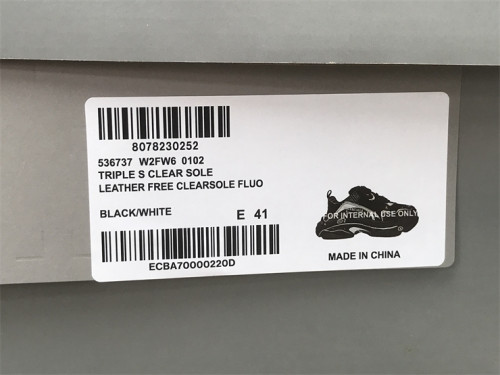 8078230252
536737 W2FW6 0102
TRIPLE S CLEAR SOLE
LEATHER FREE CLEARSOLE FLUO
BLACK/WHITE E 41
FOR INTERNAL USE ONLY
ECBA70000220D
MADE IN CHINA